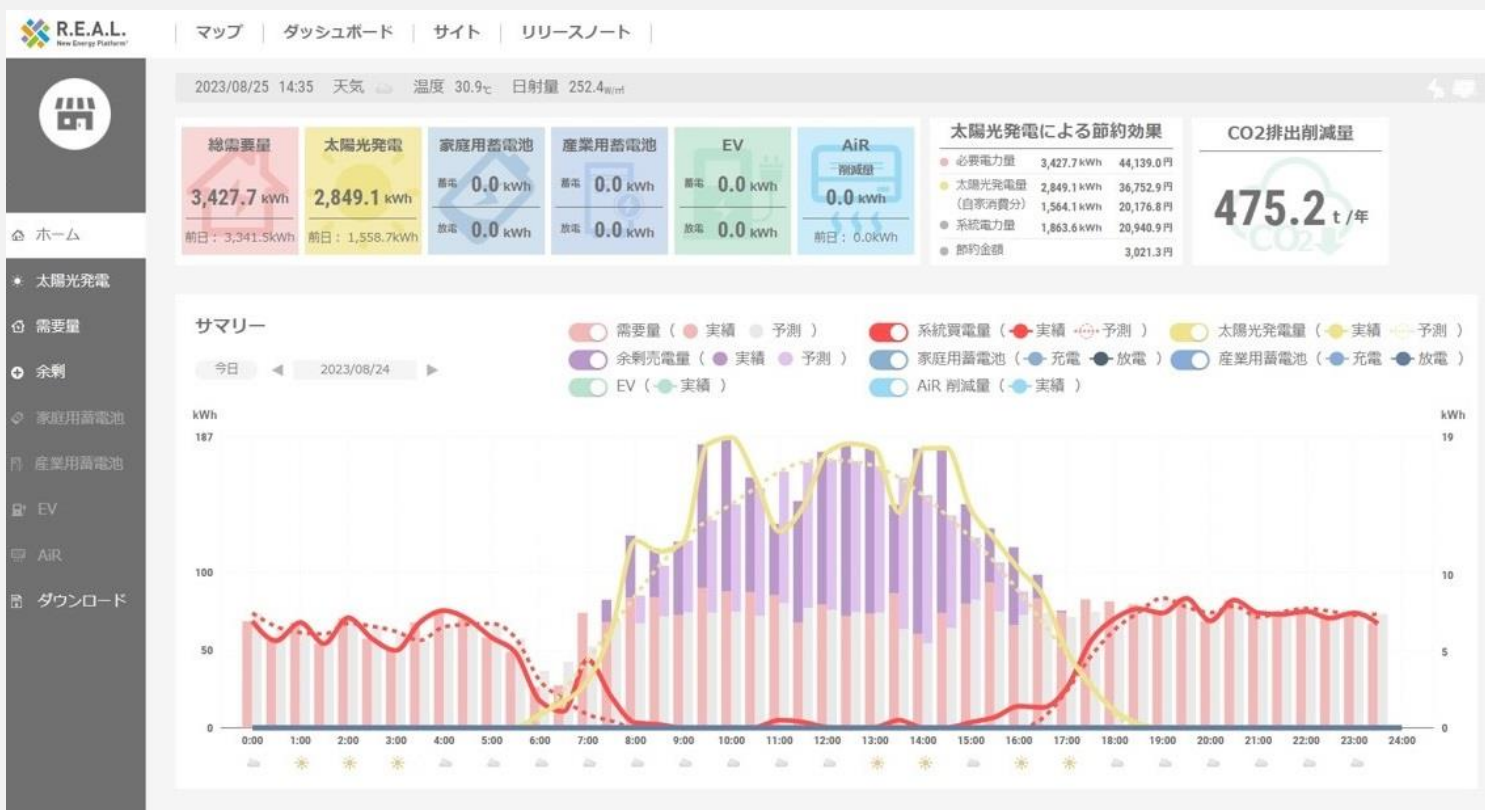 R.E.A.L.
New Energy Platform
マップ ダッシュボード サイト リリースノート
2023/08/25 14:35 天気 温度 30.9℃ 日射量 252.4W/㎡
ホーム
太陽光発電
需要量
余剰
家庭用蓄電池
産業用蓄電池
EV
AiR
ダウンロード
総需要量
3,427.7 kWh
前日: 3,341.5kWh
太陽光発電
2,849.1 kWh
前日: 1,558.7kWh
家庭用蓄電池
蓄電 0.0 kWh
放電 0.0 kWh
産業用蓄電池
蓄電 0.0 kWh
放電 0.0 kWh
EV
蓄電 0.0 kWh
放電 0.0 kWh
AiR
削減量
0.0 kWh
前日: 0.0kWh
太陽光発電による節約効果
必要電力量 3,427.7 kWh 44,139.0 円
太陽光発電量 2,849.1 kWh 36,752.9 円
(自家消費分) 1,564.1 kWh 20,176.8 円
系統電力量 1,863.6 kWh 20,940.9 円
節約金額 3,021.3 円
CO2排出削減量
475.2 t /年
CO2
サマリー
今日 ◀ 2023/08/24 ▶
需要量 ( 実績 予測 ) 系統買電量 ( 実績 予測 ) 太陽光発電量 ( 実績 予測 )
余剰売電量 ( 実績 予測 ) 家庭用蓄電池 ( 充電 放電 ) 産業用蓄電池 ( 充電 放電 )
EV ( 実績 ) AiR 削減量 ( 実績 )
kWh kWh
187 19
100 10
50 5
0 0
0:00 1:00 2:00 3:00 4:00 5:00 6:00 7:00 8:00 9:00 10:00 11:00 12:00 13:00 14:00 15:00 16:00 17:00 18:00 19:00 20:00 21:00 22:00 23:00 24:00